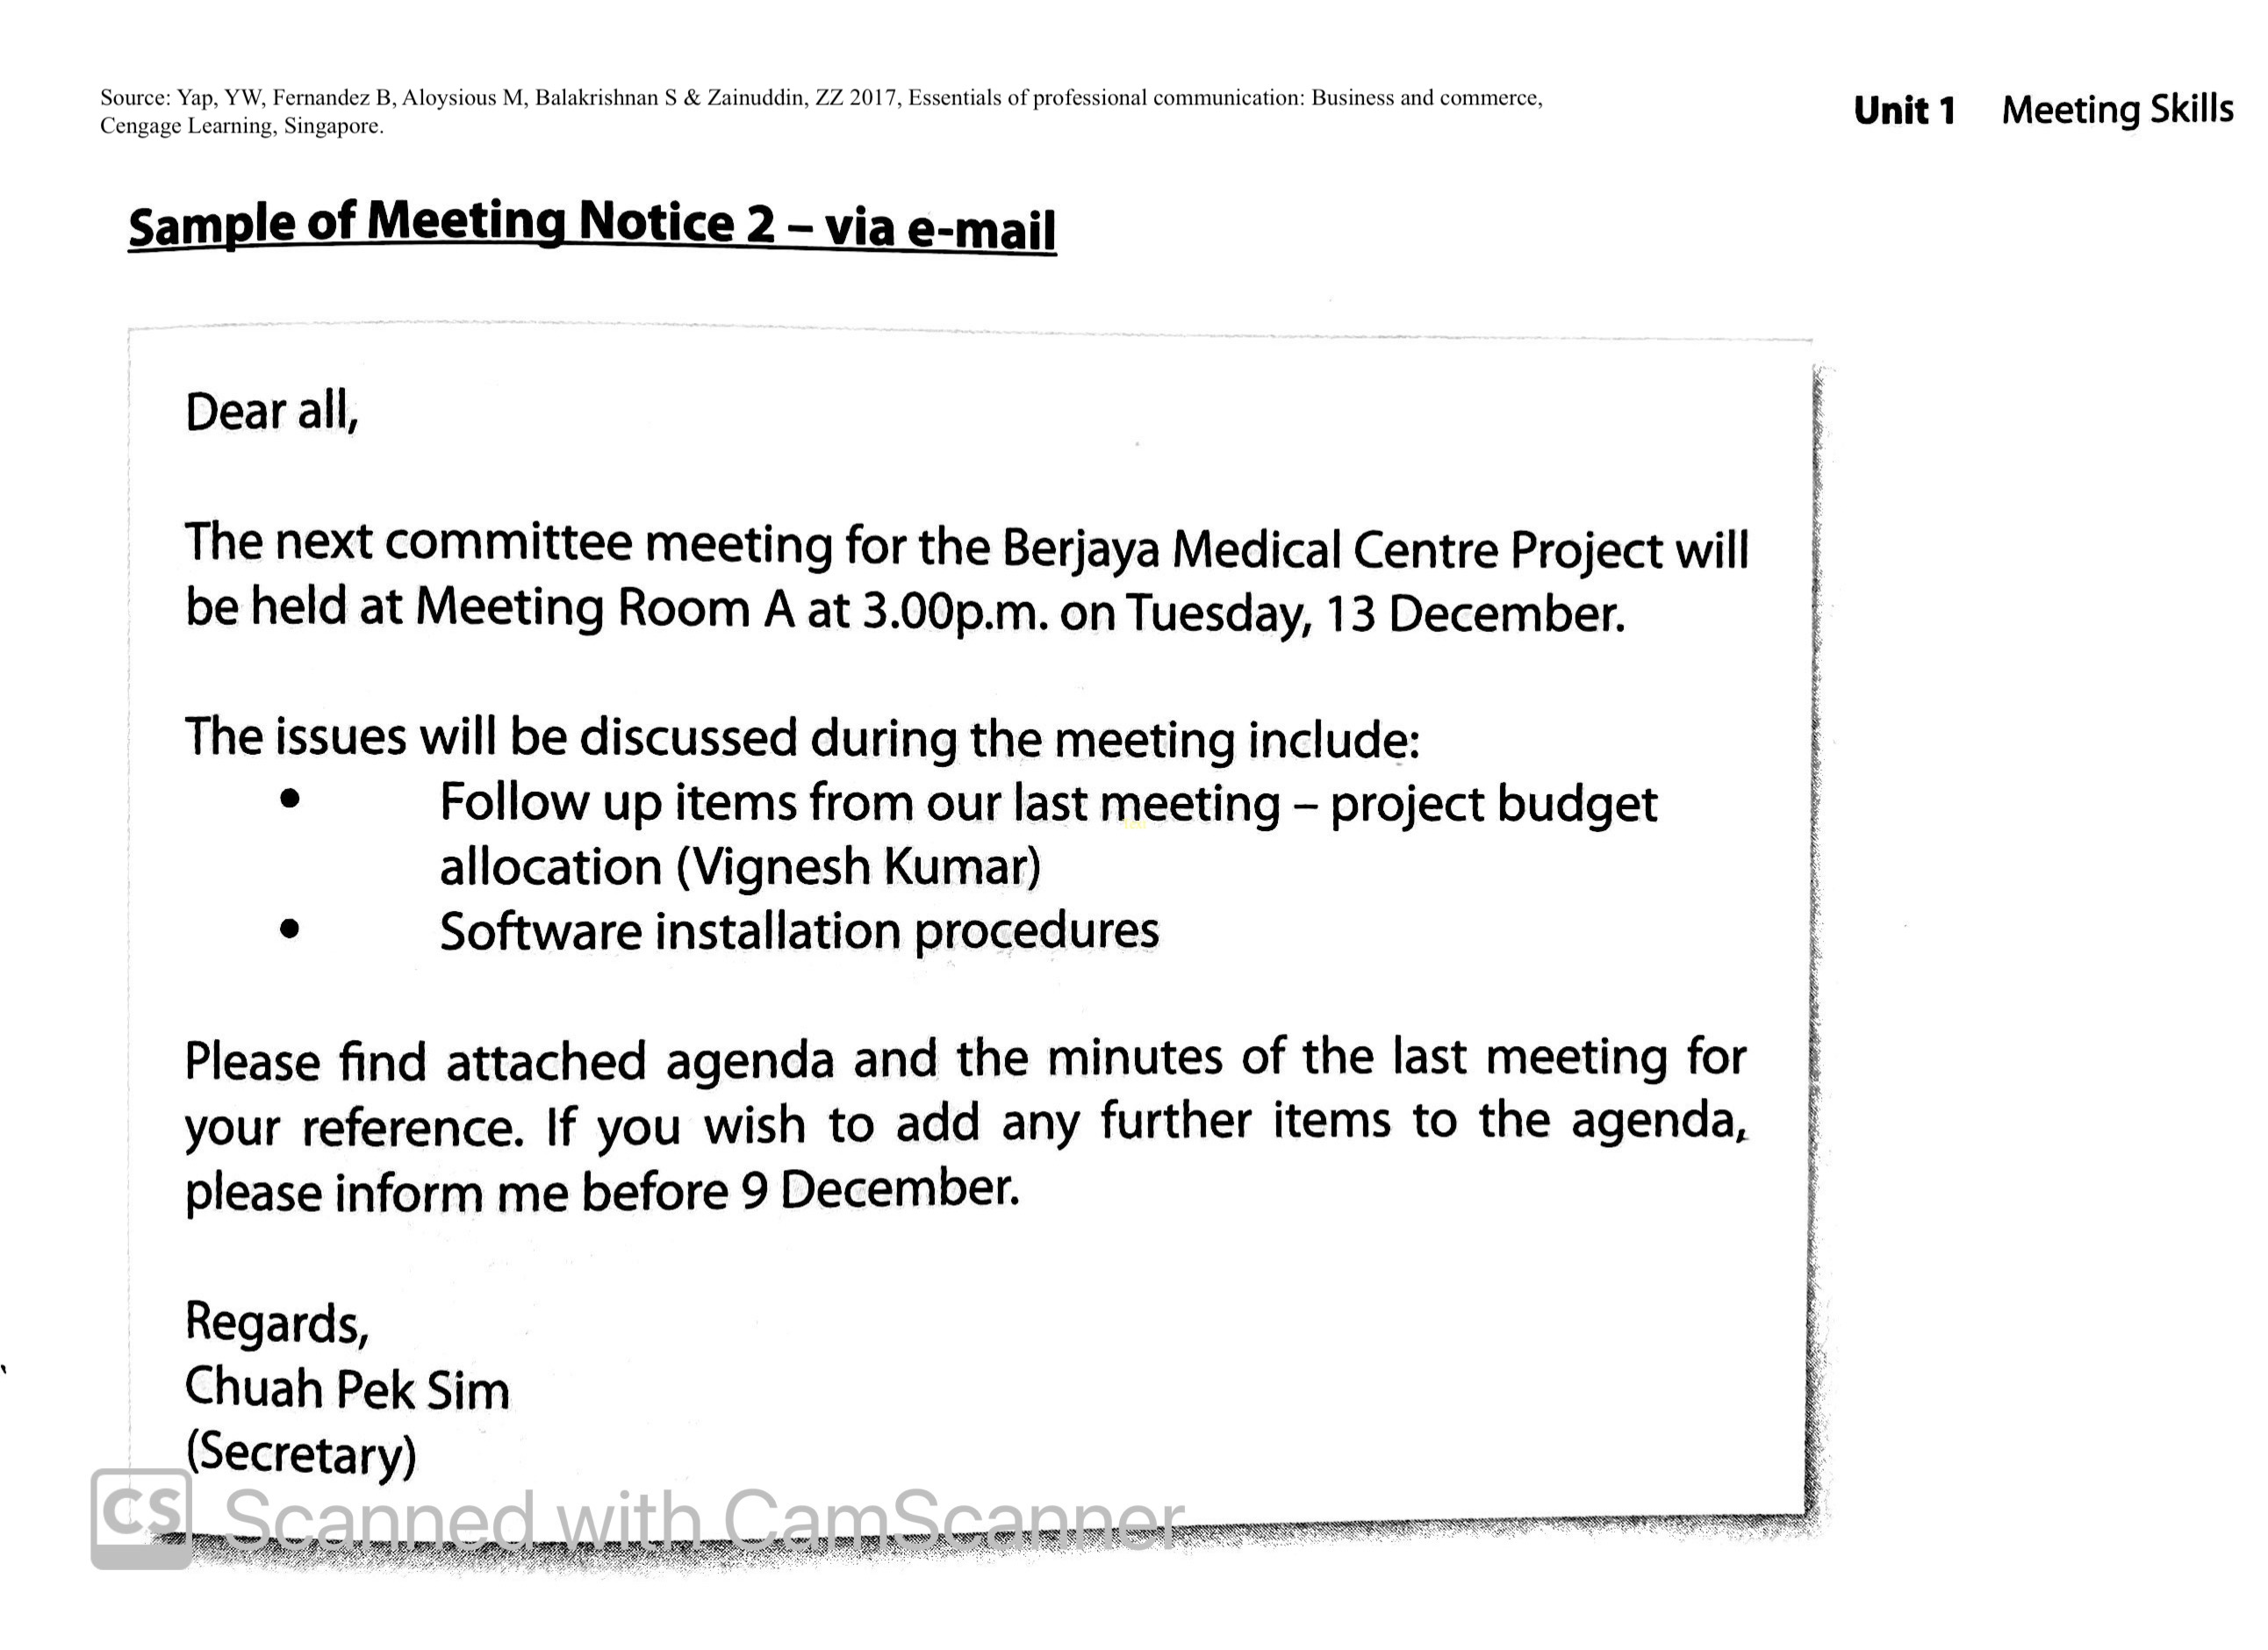 Source: Yap, YW, Fernandez B, Aloysious M, Balakrishnan S & Zainuddin, ZZ 2017, Essentials of professional communication: Business and commerce,
Cengage Learning, Singapore.
Unit 1 Meeting Skills
Sample of Meeting Notice 2 – via e-mail
Dear all,
The next committee meeting for the Berjaya Medical Centre Project will
be held at Meeting Room A at 3.00p.m. on Tuesday, 13 December.
The issues will be discussed during the meeting include:
• Follow up items from our last meeting – project budget
allocation (Vignesh Kumar)
• Software installation procedures
Please find attached agenda and the minutes of the last meeting for
your reference. If you wish to add any further items to the agenda,
please inform me before 9 December.
Regards,
Chuah Pek Sim
(Secretary)
CS Scanned with CamScanner